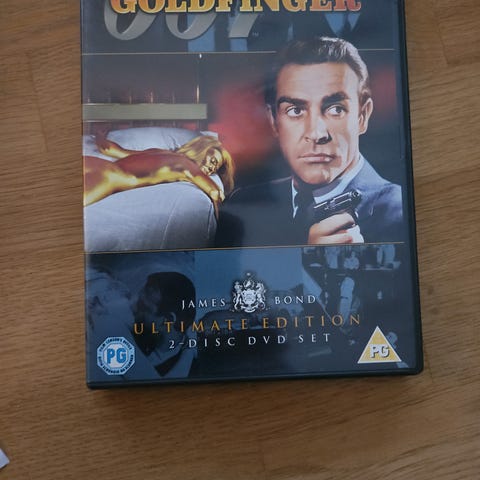 GOLDFINGER
007
JAMES BOND
ULTIMATE EDITION
2-DISC DVD SET
PG
PG